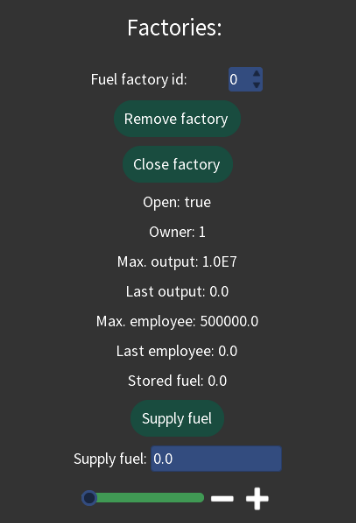 Factories:
Fuel factory id: 0
Remove factory
Close factory
Open: true
Owner: 1
Max. output: 1.0E7
Last output: 0.0
Max. employee: 500000.0
Last employee: 0.0
Stored fuel: 0.0
Supply fuel
Supply fuel: 0.0